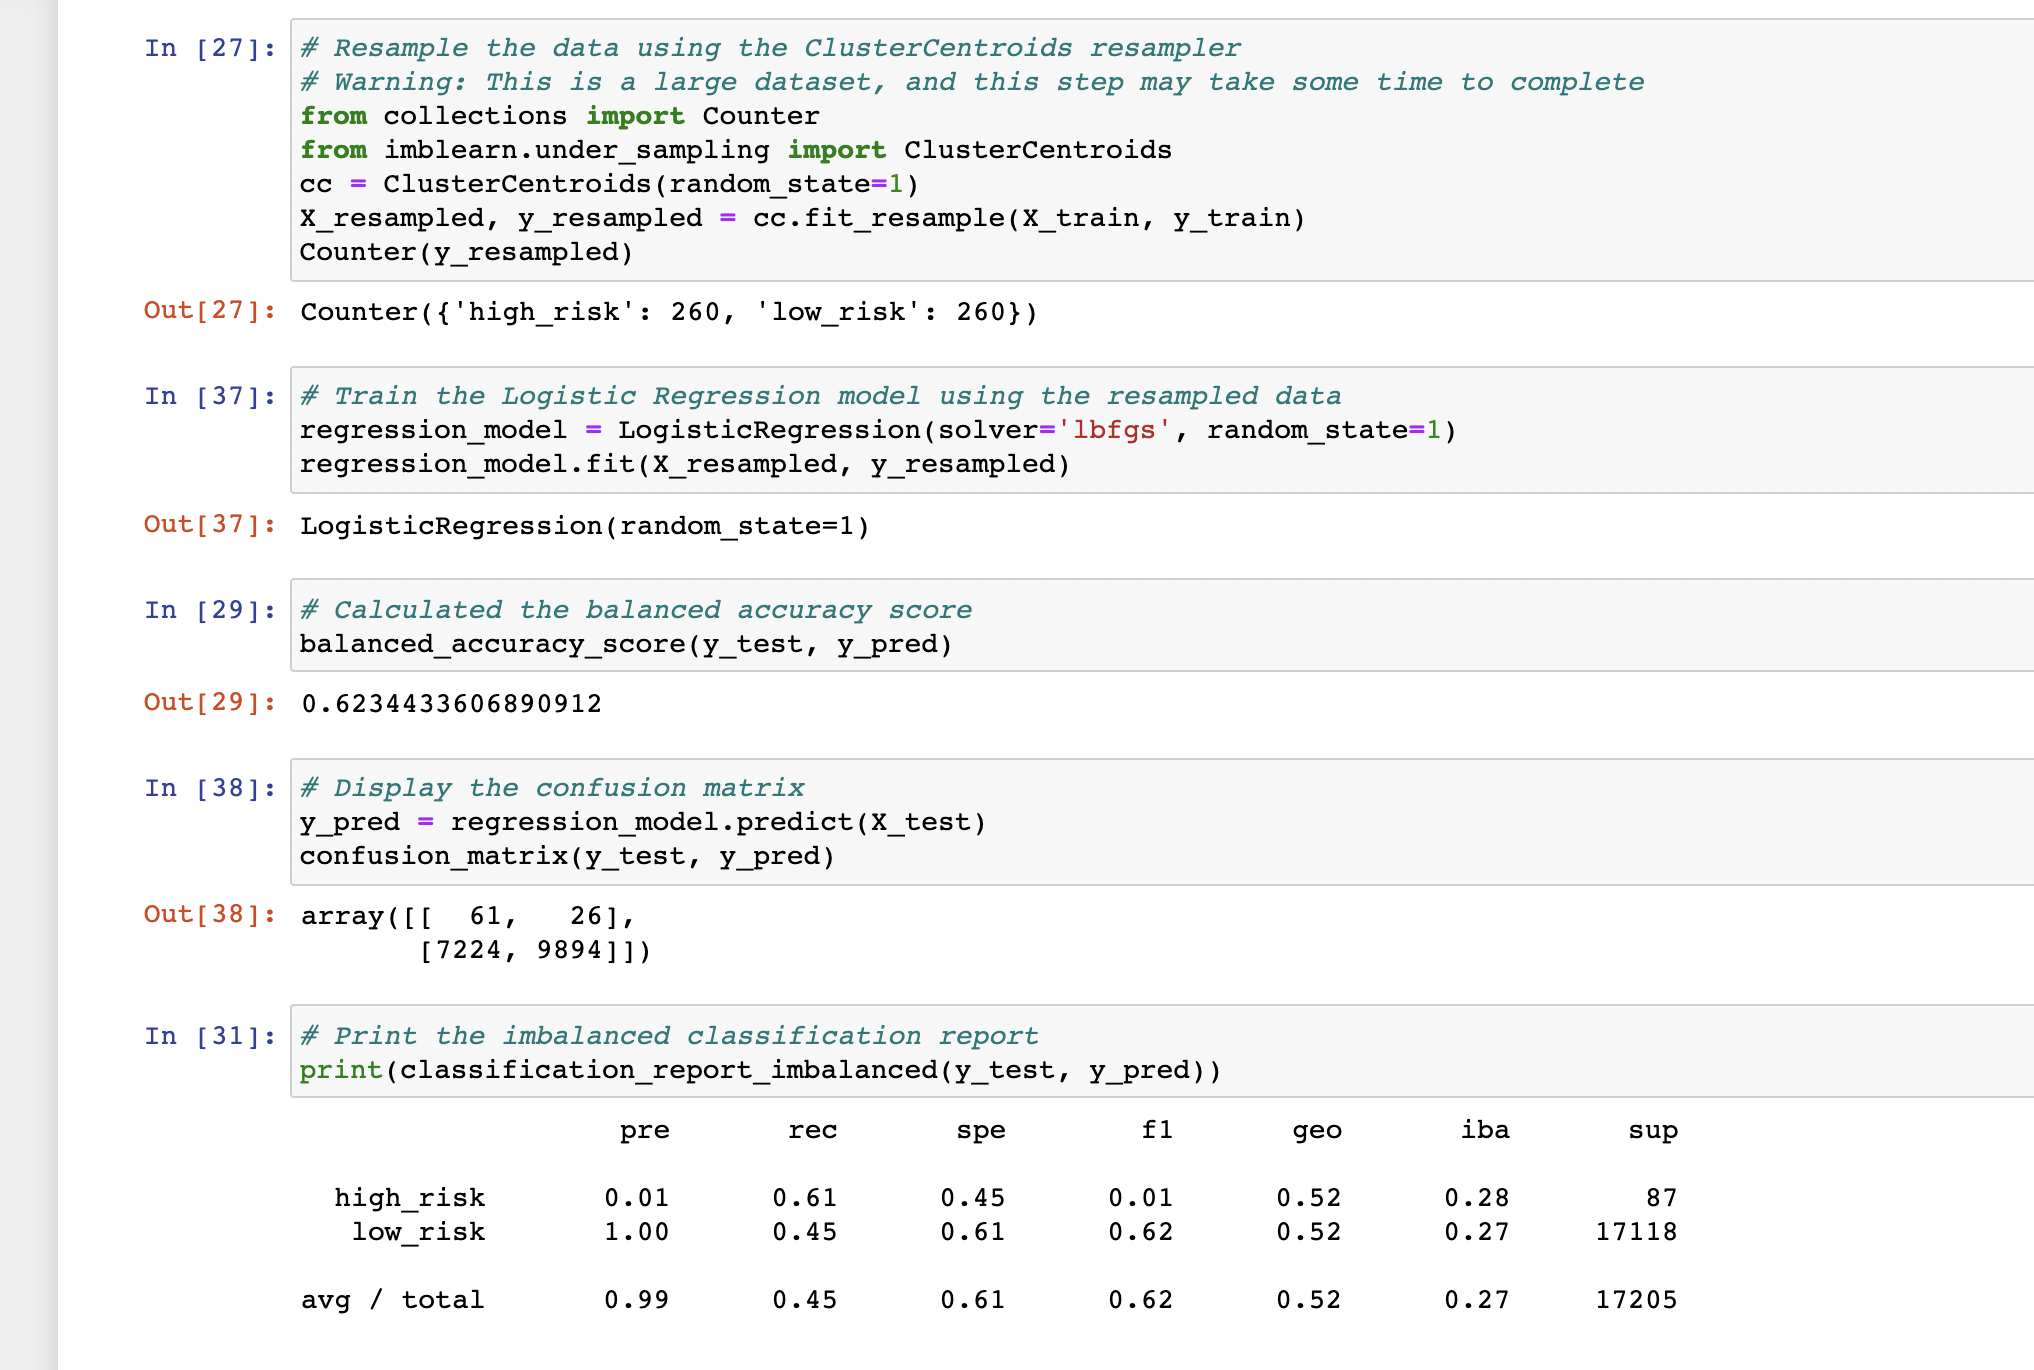 In [27]: # Resample the data using the ClusterCentroids resampler
# Warning: This is a large dataset, and this step may take some time to complete
from collections import Counter
from imblearn.under_sampling import ClusterCentroids
cc = ClusterCentroids(random_state=1)
X_resampled, y_resampled = cc.fit_resample(X_train, y_train)
Counter(y_resampled)
Out[27]: Counter({'high_risk': 260, 'low_risk': 260})
In [37]: # Train the Logistic Regression model using the resampled data
regression_model = LogisticRegression(solver='lbfgs', random_state=1)
regression_model.fit(X_resampled, y_resampled)
Out[37]: LogisticRegression(random_state=1)
In [29]: # Calculated the balanced accuracy score
balanced_accuracy_score(y_test, y_pred)
Out[29]: 0.6234433606890912
In [38]: # Display the confusion matrix
y_pred = regression_model.predict(X_test)
confusion_matrix(y_test, y_pred)
Out[38]: array([[  61,   26],
       [7224, 9894]])
In [31]: # Print the imbalanced classification report
print(classification_report_imbalanced(y_test, y_pred))
pre rec spe f1 geo iba sup
high_risk 0.01 0.61 0.45 0.01 0.52 0.28 87
low_risk 1.00 0.45 0.61 0.62 0.52 0.27 17118
avg / total 0.99 0.45 0.61 0.62 0.52 0.27 17205